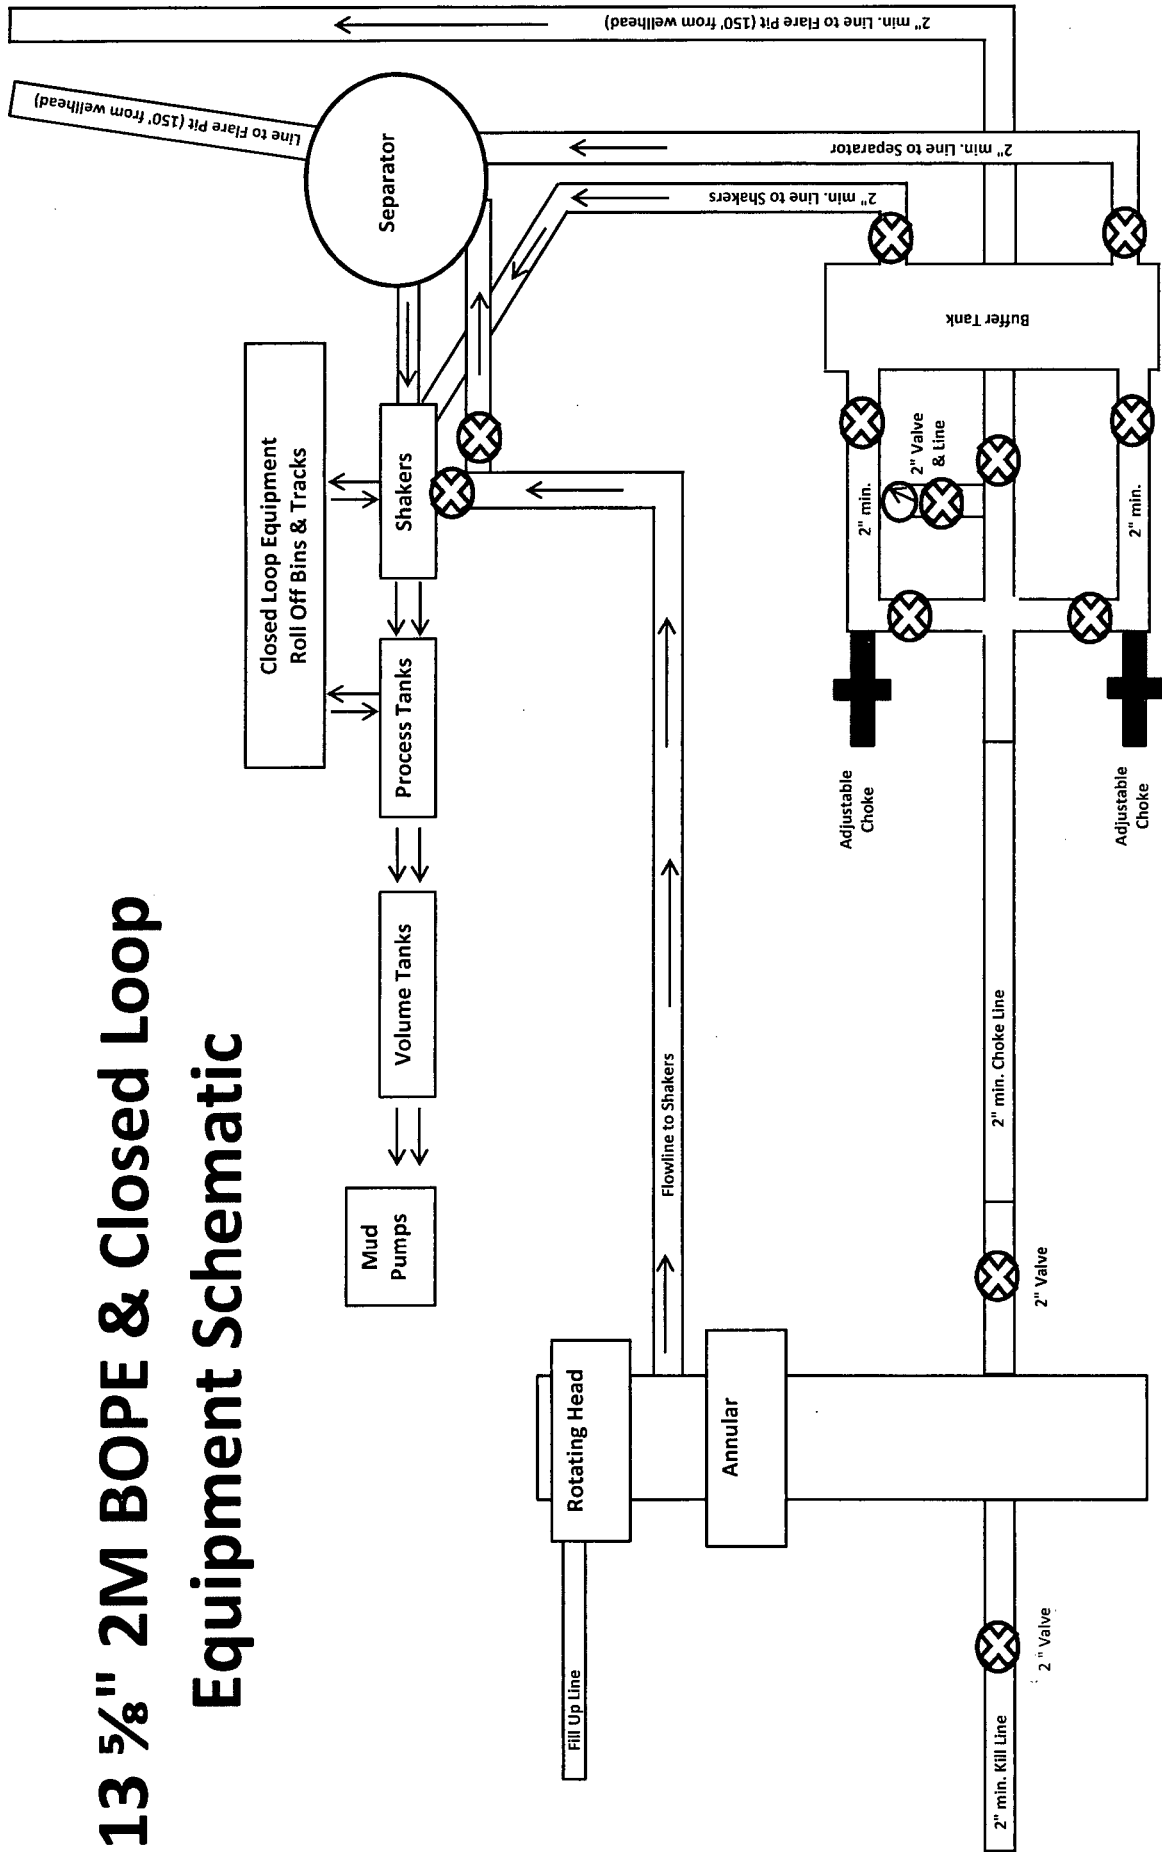 13 ⅝" 2M BOPE & Closed Loop
Equipment Schematic
Closed Loop Equipment
Roll Off Bins & Tracks
Mud
Pumps
Volume Tanks
Process Tanks
Shakers
Separator
Line to Flare Pit (150' from wellhead)
2" min. Line to Flare Pit (150' from wellhead)
2" min. Line to Separator
2" min. Line to Shakers
Fill Up Line
Rotating Head
Flowline to Shakers
Annular
2" min. Kill Line
2 " Valve
2" Valve
2" min. Choke Line
Adjustable
Choke
Adjustable
Choke
2" min.
2" Valve
& Line
2" min.
Buffer Tank